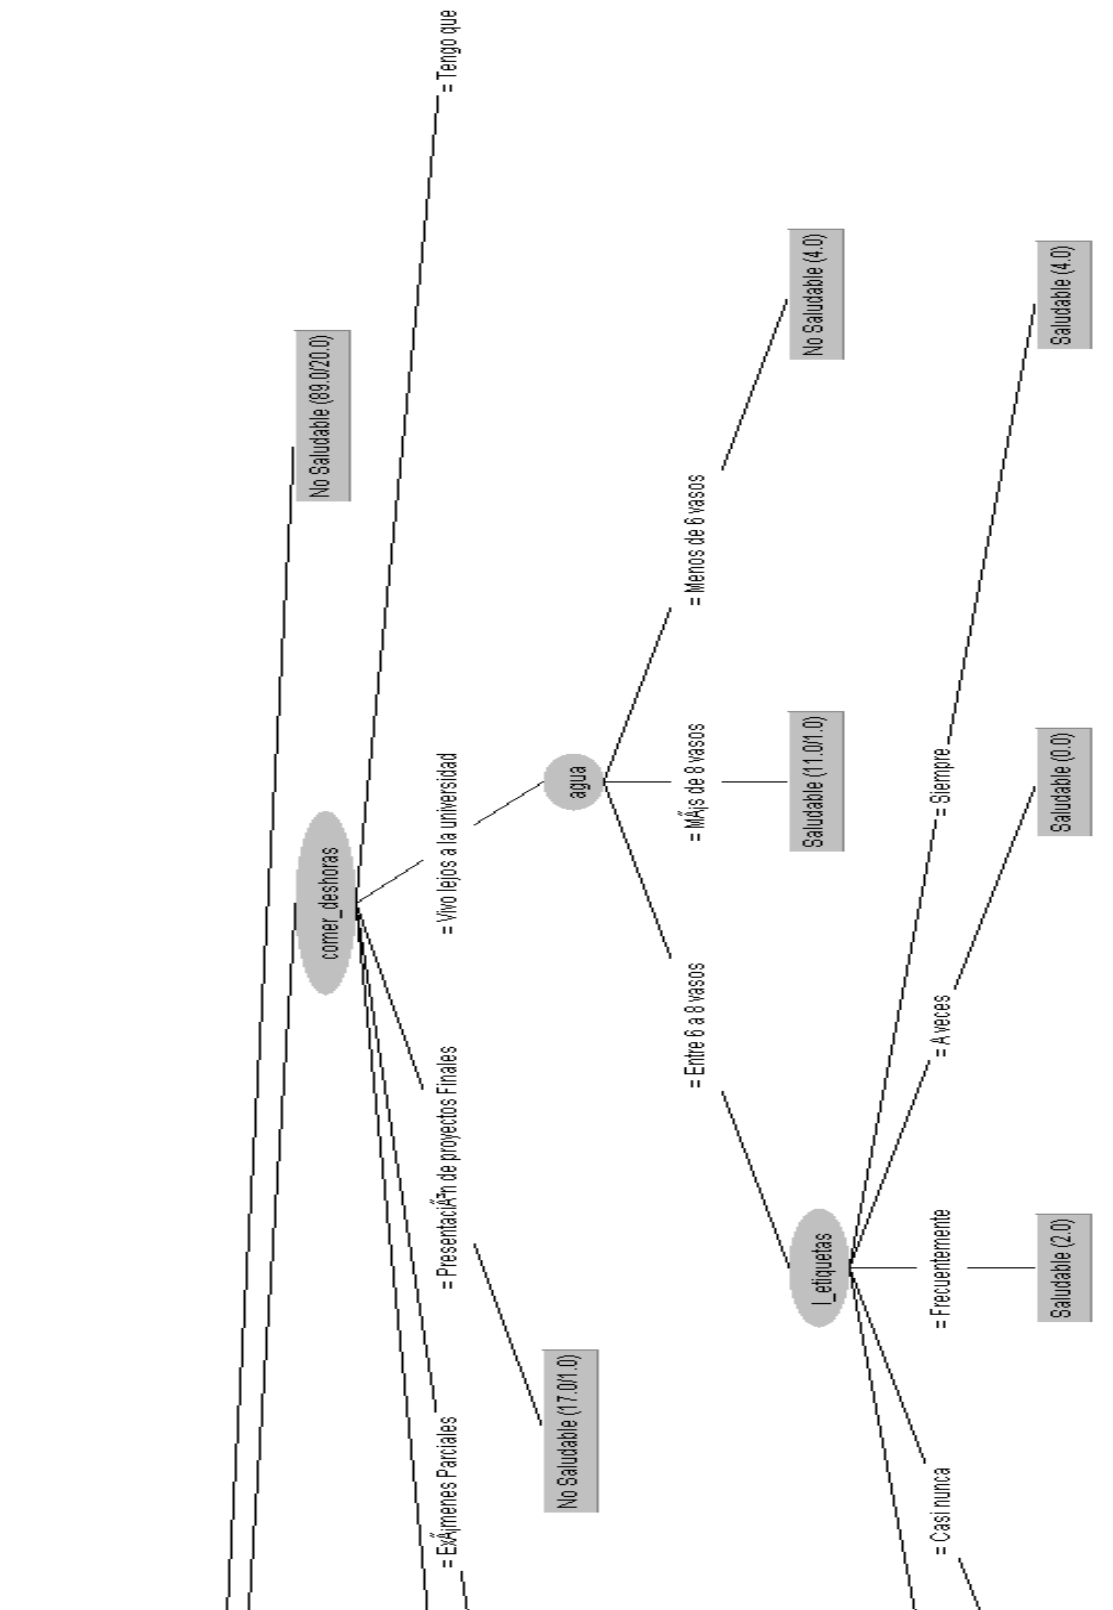 No Saludable (89.0/20.0)
comer_deshoras
= ExÃ¡menes Parciales
= PresentaciÃ³n de proyectos Finales
= Vivo lejos a la universidad
= Tengo que
No Saludable (17.0/1.0)
agua
= Entre 6 a 8 vasos
= MÃ¡s de 8 vasos
= Menos de 6 vasos
l_etiquetas
Saludable (11.0/1.0)
No Saludable (4.0)
= Casi nunca
= Frecuentemente
= A veces
= Siempre
Saludable (2.0)
Saludable (0.0)
Saludable (4.0)